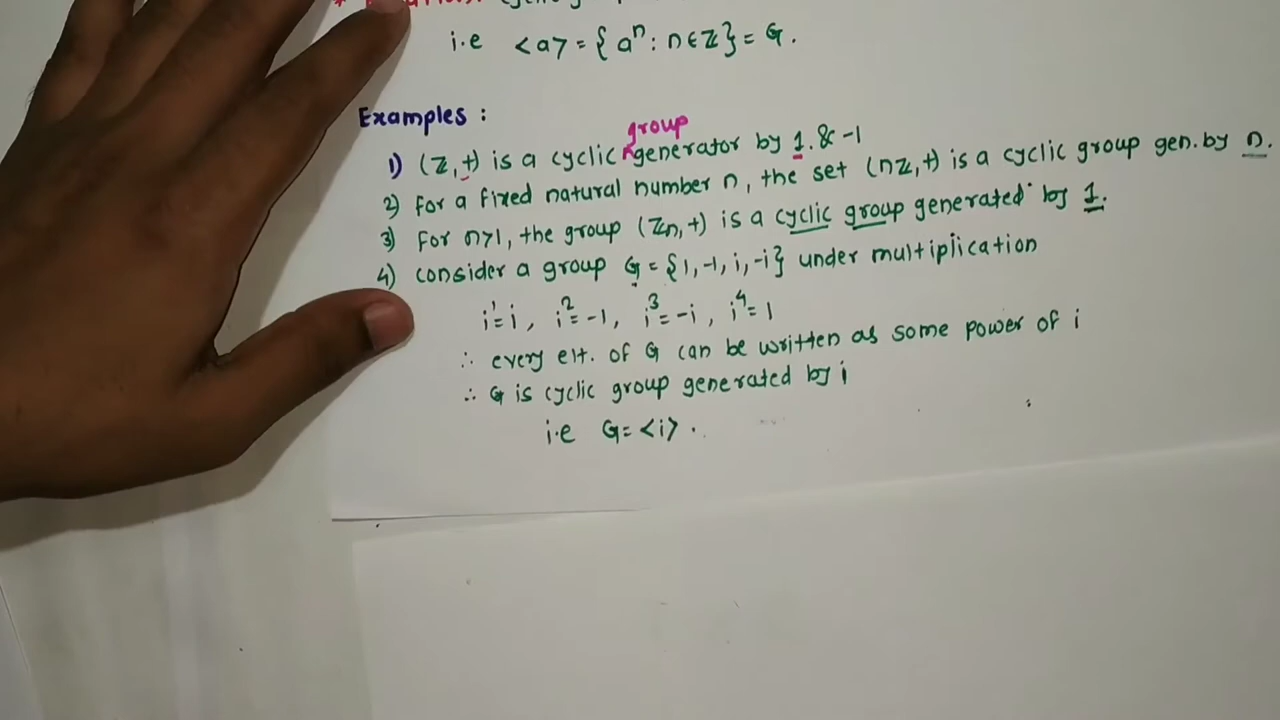 i.e <a> = { aⁿ : n ∈ ℤ } = G.
Examples :
group
1) (ℤ, +) is a cyclic generator by 1. & -1
2) For a fixed natural number n, the set (nℤ, +) is a cyclic group gen. by n.
3) For n>1, the group (ℤn, +) is a cyclic group generated by 1.
4) consider a group G = {1, -1, i, -i} under multiplication
i¹ = i , i² = -1, i³ = -i , i⁴ = 1
∴ every elt. of G can be written as some power of i
∴ G is cyclic group generated by i
i.e G = <i> .